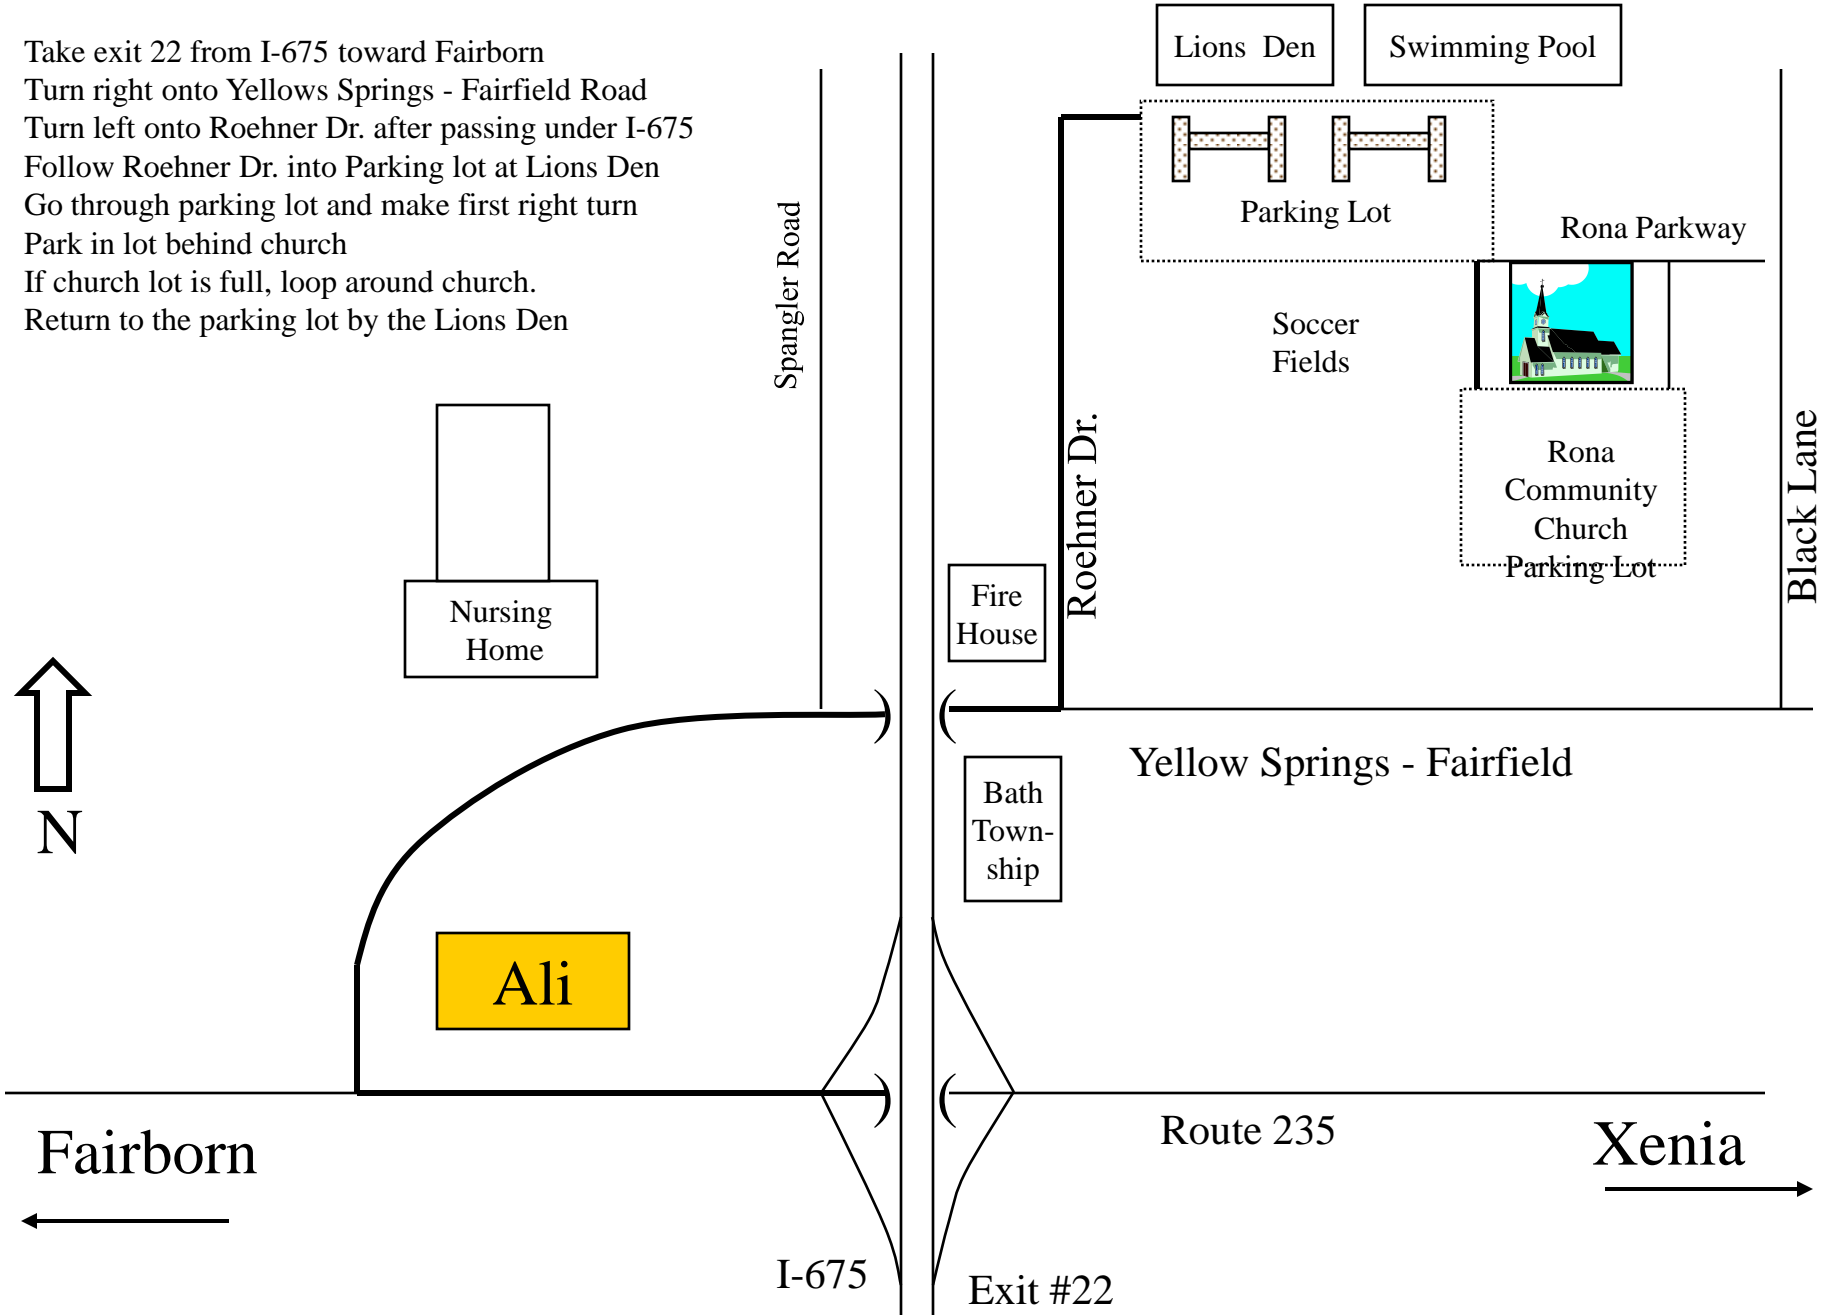 Take exit 22 from I-675 toward Fairborn
Turn right onto Yellows Springs - Fairfield Road
Turn left onto Roehner Dr. after passing under I-675
Follow Roehner Dr. into Parking lot at Lions Den
Go through parking lot and make first right turn
Park in lot behind church
If church lot is full, loop around church.
Return to the parking lot by the Lions Den
Lions Den
Swimming Pool
Parking Lot
Rona Parkway
Spangler Road
Soccer
Fields
Roehner Dr.
Rona
Community
Church
Parking Lot
Black Lane
Nursing
Home
Fire
House
N
Yellow Springs - Fairfield
Bath
Town-
ship
Ali
Fairborn
Route 235
Xenia
I-675
Exit #22